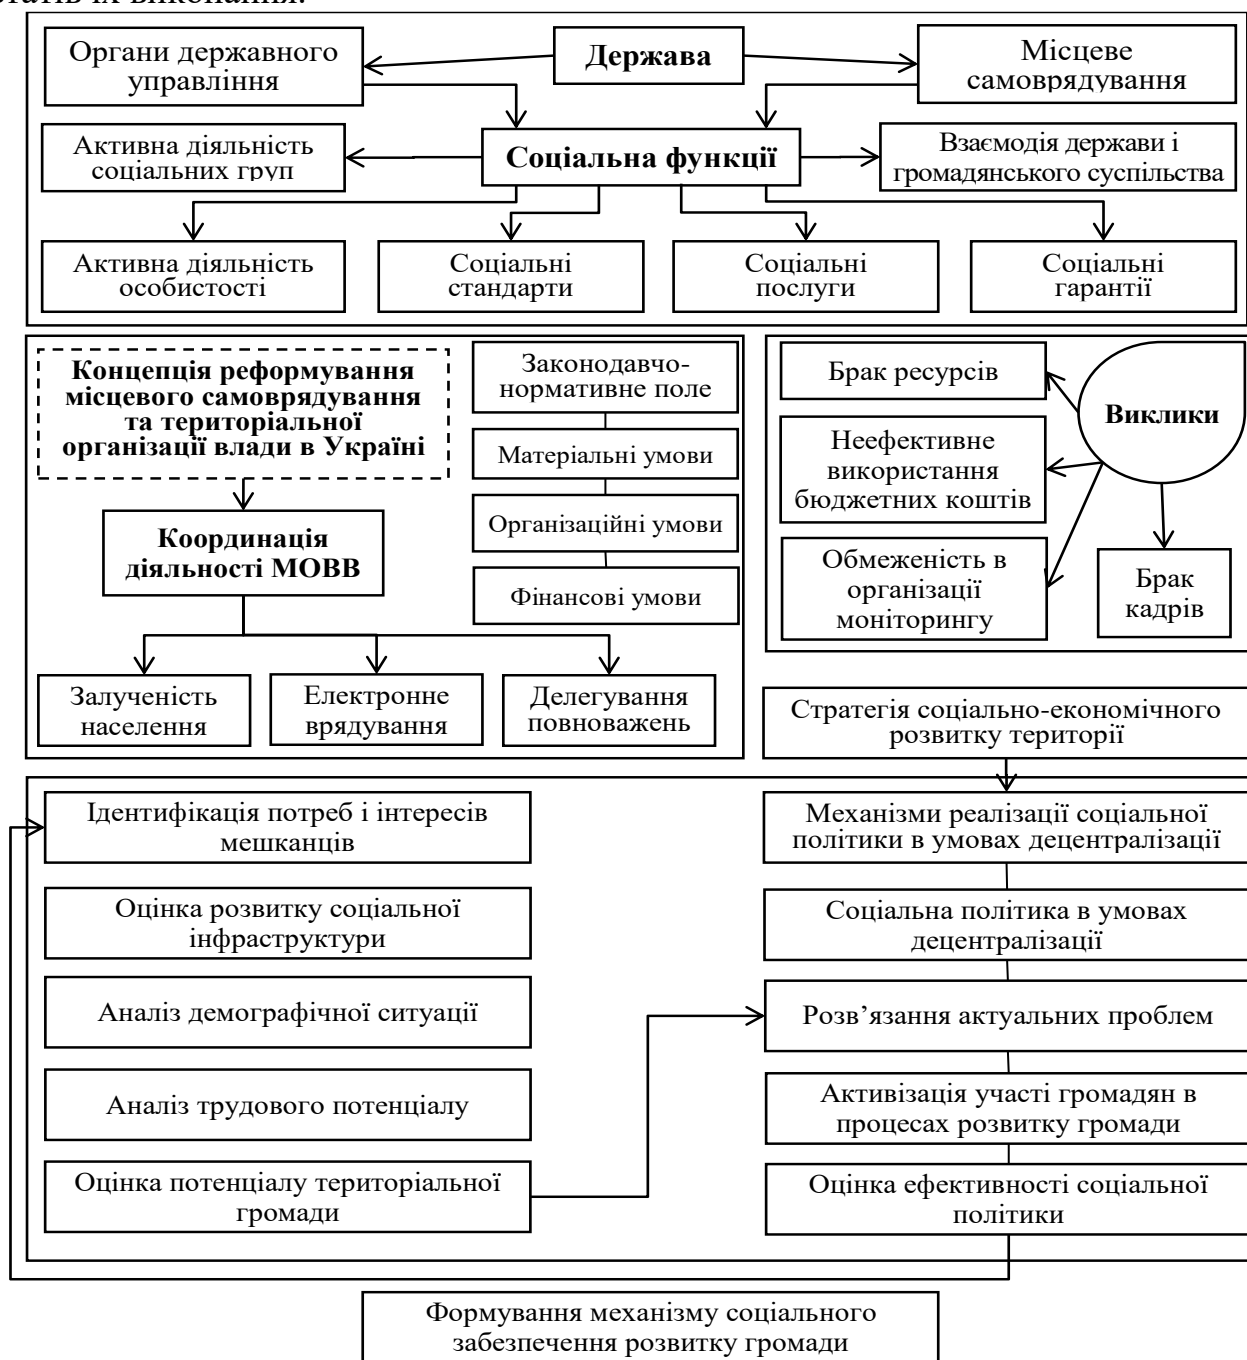 їх виконання.
Органи державного
управління
Держава
Місцеве
самоврядування
Активна діяльність
соціальних груп
Соціальна функції
Взаємодія держави і
громадянського суспільства
Активна діяльність
особистості
Соціальні
стандарти
Соціальні
послуги
Соціальні
гарантії
Концепція реформування
місцевого самоврядування
та територіальної
організації влади в Україні
Координація
діяльності МОВВ
Законодавчо-
нормативне поле
Матеріальні умови
Організаційні умови
Фінансові умови
Залученість
населення
Електронне
врядування
Делегування
повноважень
Брак ресурсів
Виклики
Неефективне
використання
бюджетних коштів
Обмеженість в
організації
моніторингу
Брак
кадрів
Стратегія соціально-економічного
розвитку території
Ідентифікація потреб і інтересів
мешканців
Оцінка розвитку соціальної
інфраструктури
Аналіз демографічної ситуації
Аналіз трудового потенціалу
Оцінка потенціалу територіальної
громади
Механізми реалізації соціальної
політики в умовах децентралізації
Соціальна політика в умовах
децентралізації
Розв’язання актуальних проблем
Активізація участі громадян в
процесах розвитку громади
Оцінка ефективності соціальної
політики
Формування механізму соціального
забезпечення розвитку громади